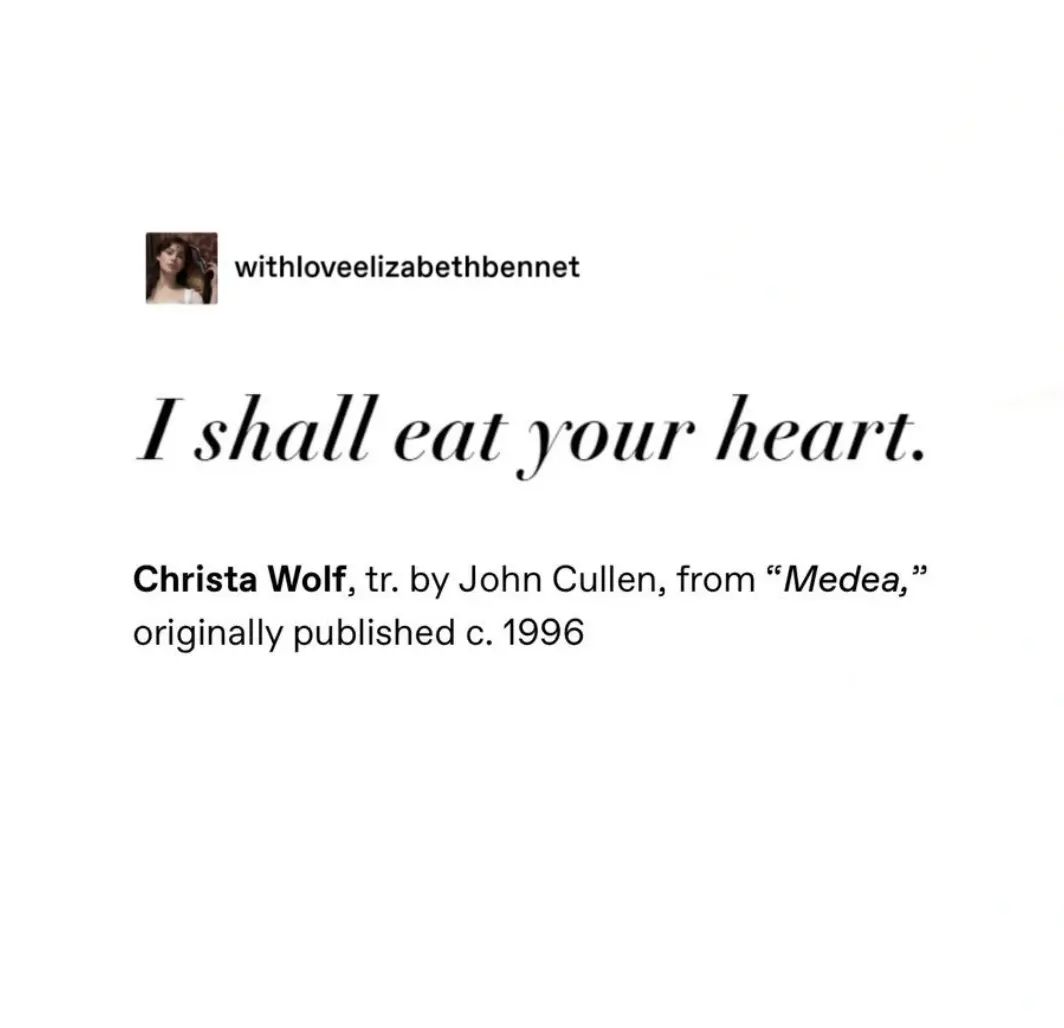 withloveelizabethbennet
I shall eat your heart.
Christa Wolf, tr. by John Cullen, from “Medea,”
originally published c. 1996